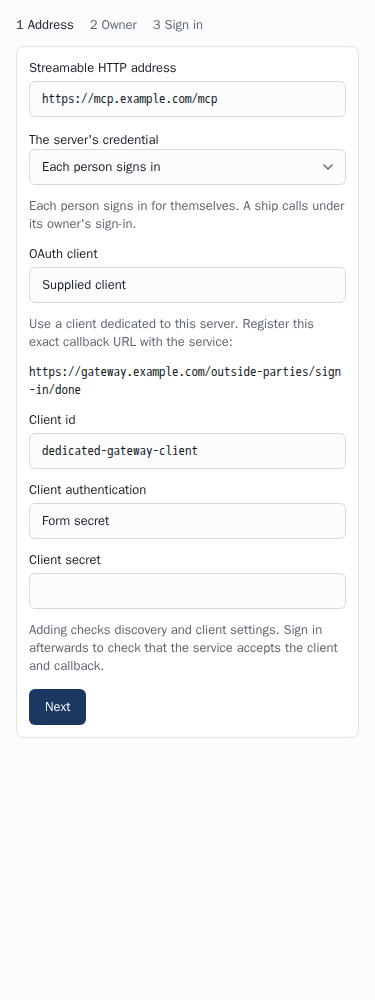 1 Address 2 Owner 3 Sign in
Streamable HTTP address
https://mcp.example.com/mcp
The server's credential
Each person signs in
Each person signs in for themselves. A ship calls under
its owner's sign-in.
OAuth client
Supplied client
Use a client dedicated to this server. Register this
exact callback URL with the service:
https://gateway.example.com/outside-parties/sign
-in/done
Client id
dedicated-gateway-client
Client authentication
Form secret
Client secret
Adding checks discovery and client settings. Sign in
afterwards to check that the service accepts the client
and callback.
Next